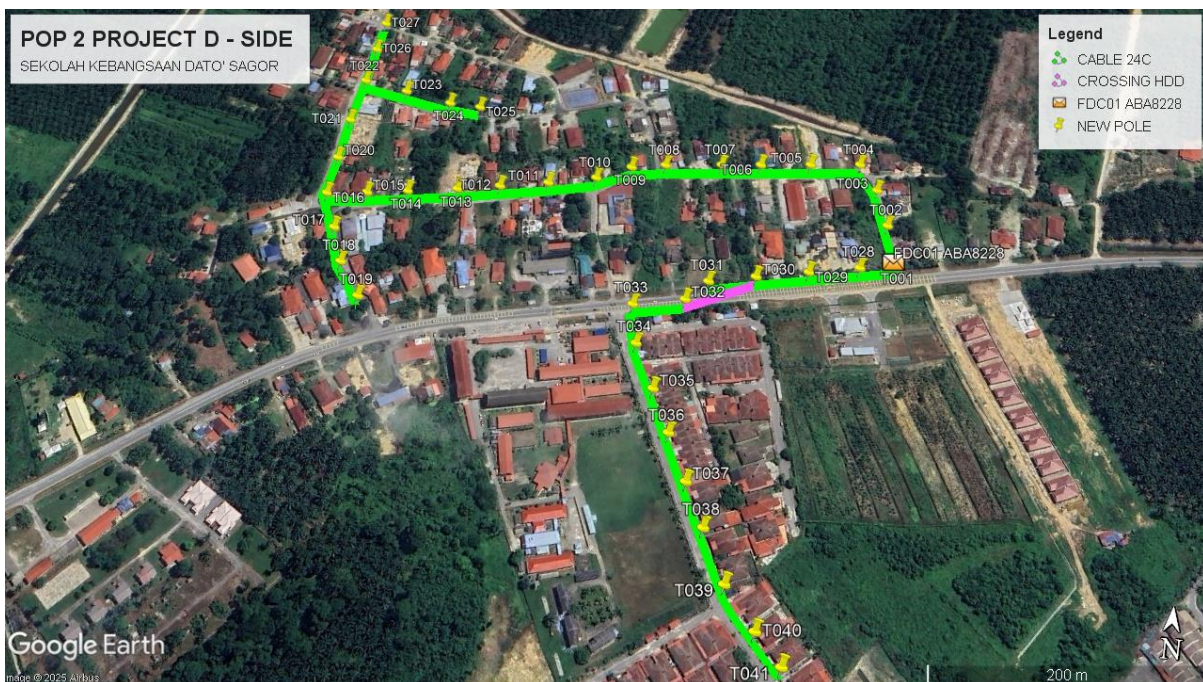 POP 2 PROJECT D - SIDE
SEKOLAH KEBANGSAAN DATO' SAGOR
Legend
CABLE 24C
CROSSING HDD
FDC01 ABA8228
NEW POLE
T027
T026
T022
T023
T024
T025
T021
T020
T016
T015
T014
T013
T012
T011
T010
T009
T008
T007
T006
T005
T004
T003
T002
T017
T018
T019
FDC01 ABA8228
T001
T028
T029
T030
T031
T032
T033
T034
T035
T036
T037
T038
T039
T040
T041
Google Earth
Image © 2025 Airbus
N
200 m